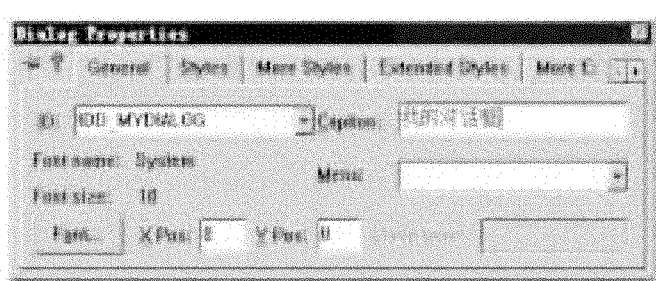 Dialog Properties
General Styles More Styles Extended Styles More E
ID: IDD_MYDIALOG Caption: 我的对话框
Font name: System
Menu:
Font size: 10
Font... X Pos: 0 Y Pos: 0